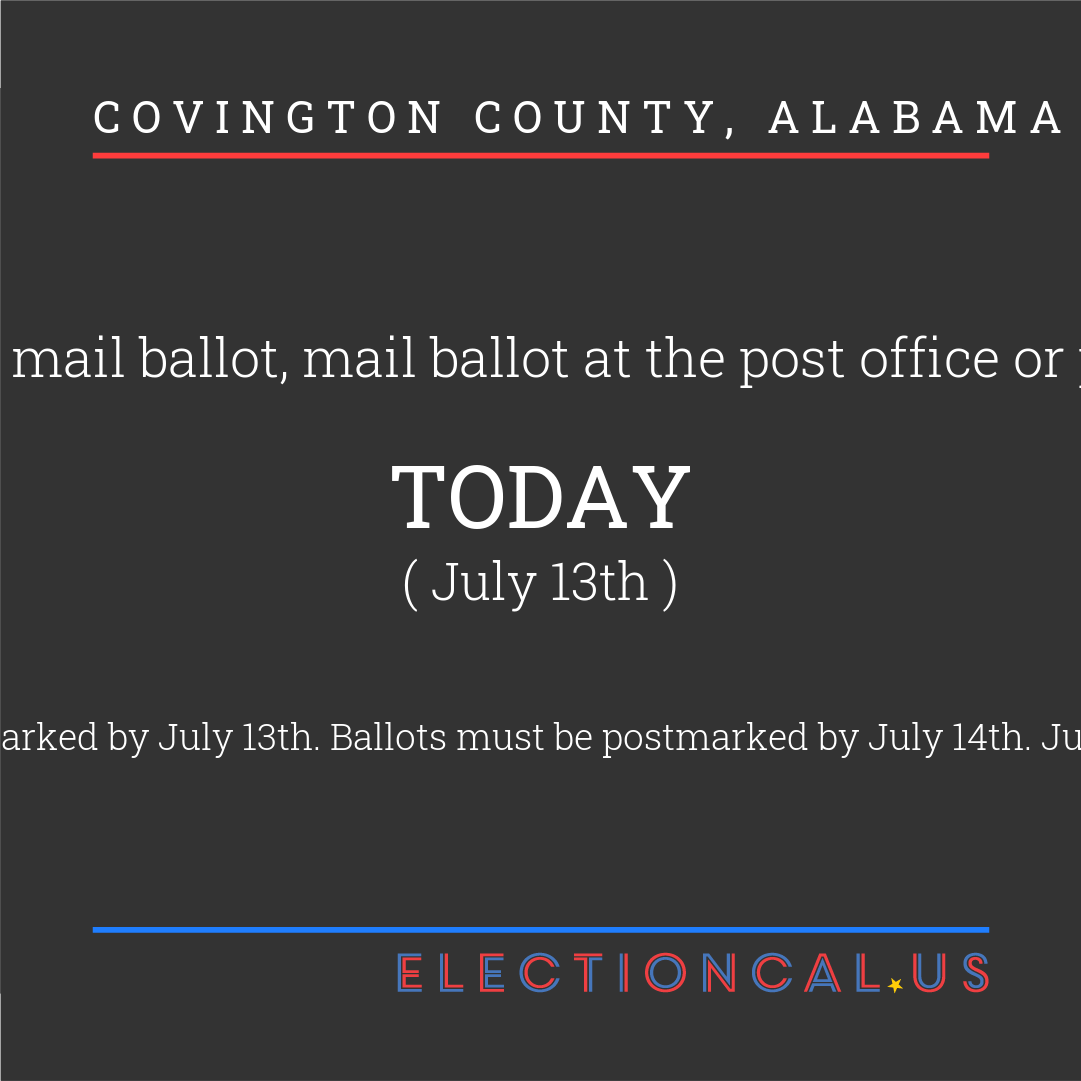 COVINGTON COUNTY, ALABAMA
mail ballot, mail ballot at the post office or
TODAY
( July 13th )
arked by July 13th. Ballots must be postmarked by July 14th. Ju
ELECTIONCAL.US